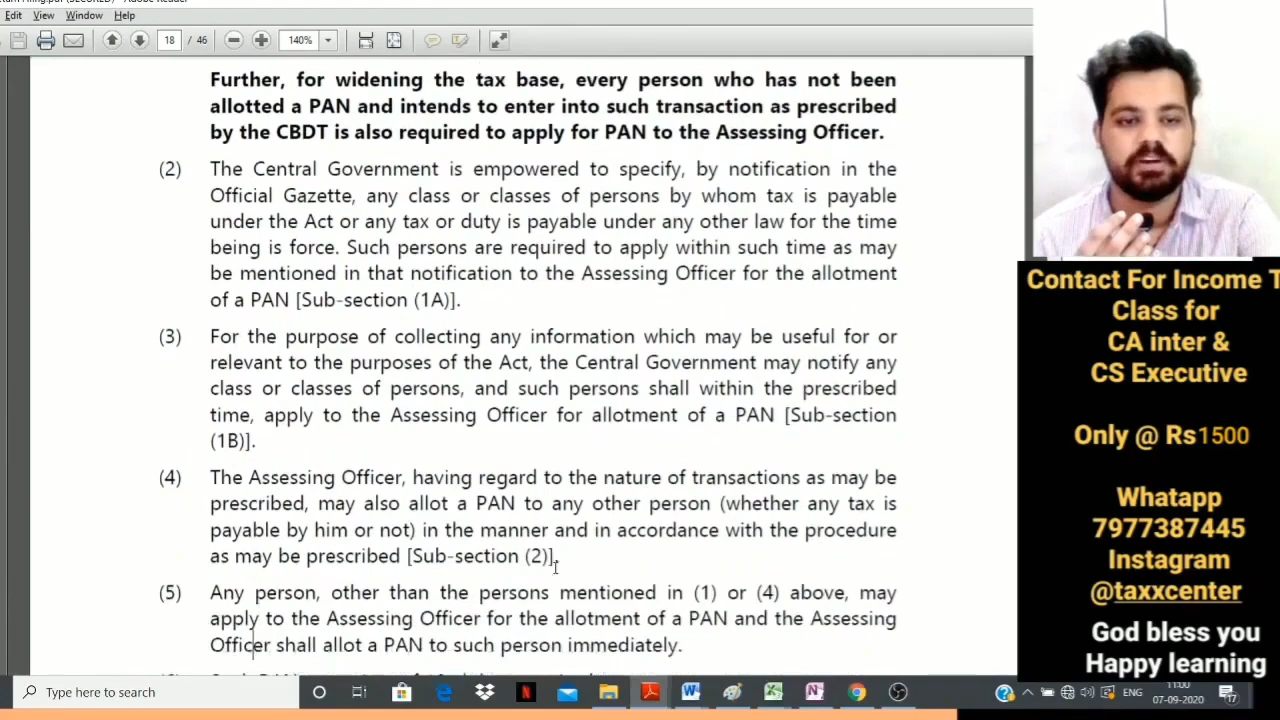 Edit View Window Help
18 / 46 140%
Further, for widening the tax base, every person who has not been
allotted a PAN and intends to enter into such transaction as prescribed
by the CBDT is also required to apply for PAN to the Assessing Officer.
(2) The Central Government is empowered to specify, by notification in the
Official Gazette, any class or classes of persons by whom tax is payable
under the Act or any tax or duty is payable under any other law for the time
being is force. Such persons are required to apply within such time as may
be mentioned in that notification to the Assessing Officer for the allotment
of a PAN [Sub-section (1A)].
(3) For the purpose of collecting any information which may be useful for or
relevant to the purposes of the Act, the Central Government may notify any
class or classes of persons, and such persons shall within the prescribed
time, apply to the Assessing Officer for allotment of a PAN [Sub-section
(1B)].
(4) The Assessing Officer, having regard to the nature of transactions as may be
prescribed, may also allot a PAN to any other person (whether any tax is
payable by him or not) in the manner and in accordance with the procedure
as may be prescribed [Sub-section (2)].
(5) Any person, other than the persons mentioned in (1) or (4) above, may
apply to the Assessing Officer for the allotment of a PAN and the Assessing
Officer shall allot a PAN to such person immediately.
Contact For Income T
Class for
CA inter &
CS Executive
Only @ Rs1500
Whatapp
7977387445
Instagram
@taxxcenter
God bless you
Happy learning
Type here to search
ENG
11:00
07-09-2020
17